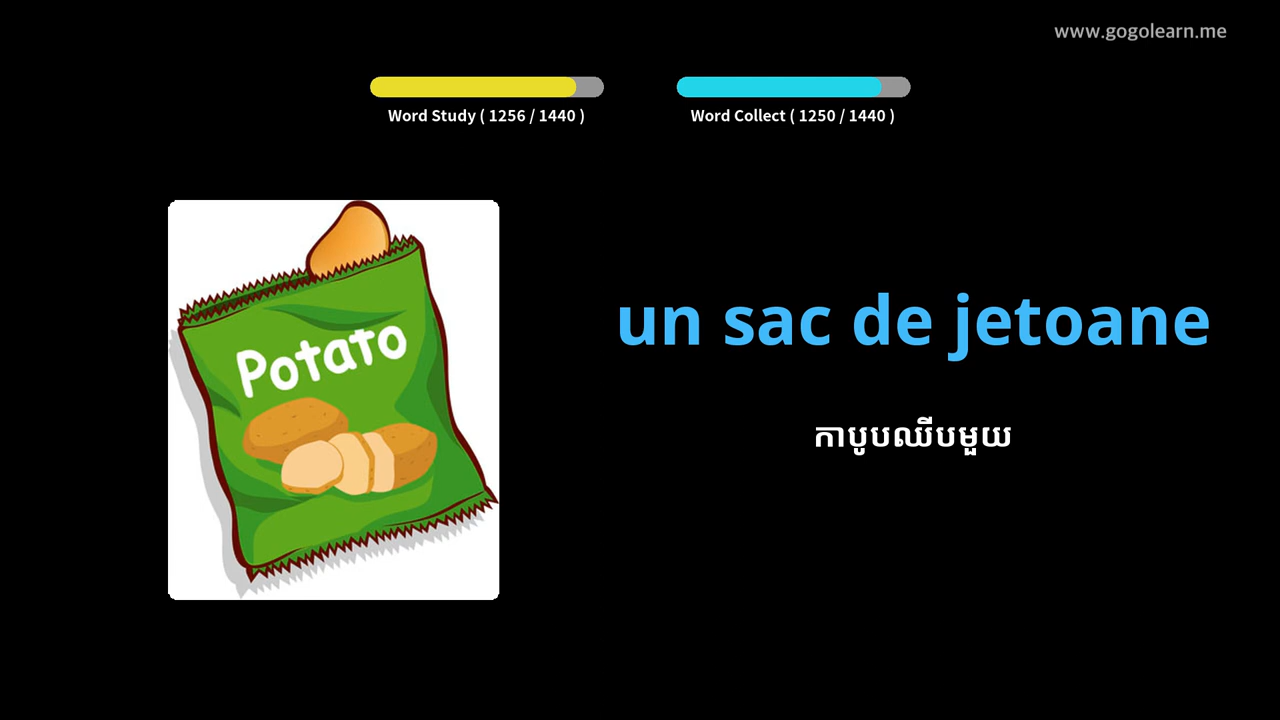 www.gogolearn.me
Word Study ( 1256 / 1440 )
Word Collect ( 1250 / 1440 )
Potato
un sac de jetoane
កាបូបឈីបមួយ